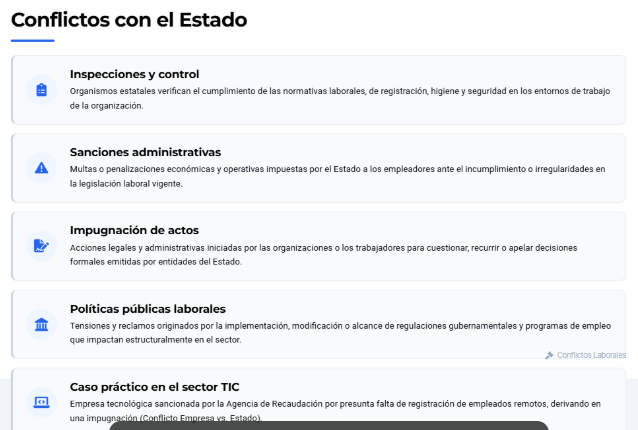 Conflictos con el Estado
Inspecciones y control
Organismos estatales verifican el cumplimiento de las normativas laborales, de registración, higiene y seguridad en los entornos de trabajo
de la organización.
Sanciones administrativas
Multas o penalizaciones económicas y operativas impuestas por el Estado a los empleadores ante el incumplimiento o irregularidades en
la legislación laboral vigente.
Impugnación de actos
Acciones legales y administrativas iniciadas por las organizaciones o los trabajadores para cuestionar, recurrir o apelar decisiones
formales emitidas por entidades del Estado.
Políticas públicas laborales
Tensiones y reclamos originados por la implementación, modificación o alcance de regulaciones gubernamentales y programas de empleo
que impactan estructuralmente en el sector.
Conflictos Laborales
Caso práctico en el sector TIC
Empresa tecnológica sancionada por la Agencia de Recaudación por presunta falta de registración de empleados remotos, derivando en
una impugnación (Conflicto Empresa vs. Estado).